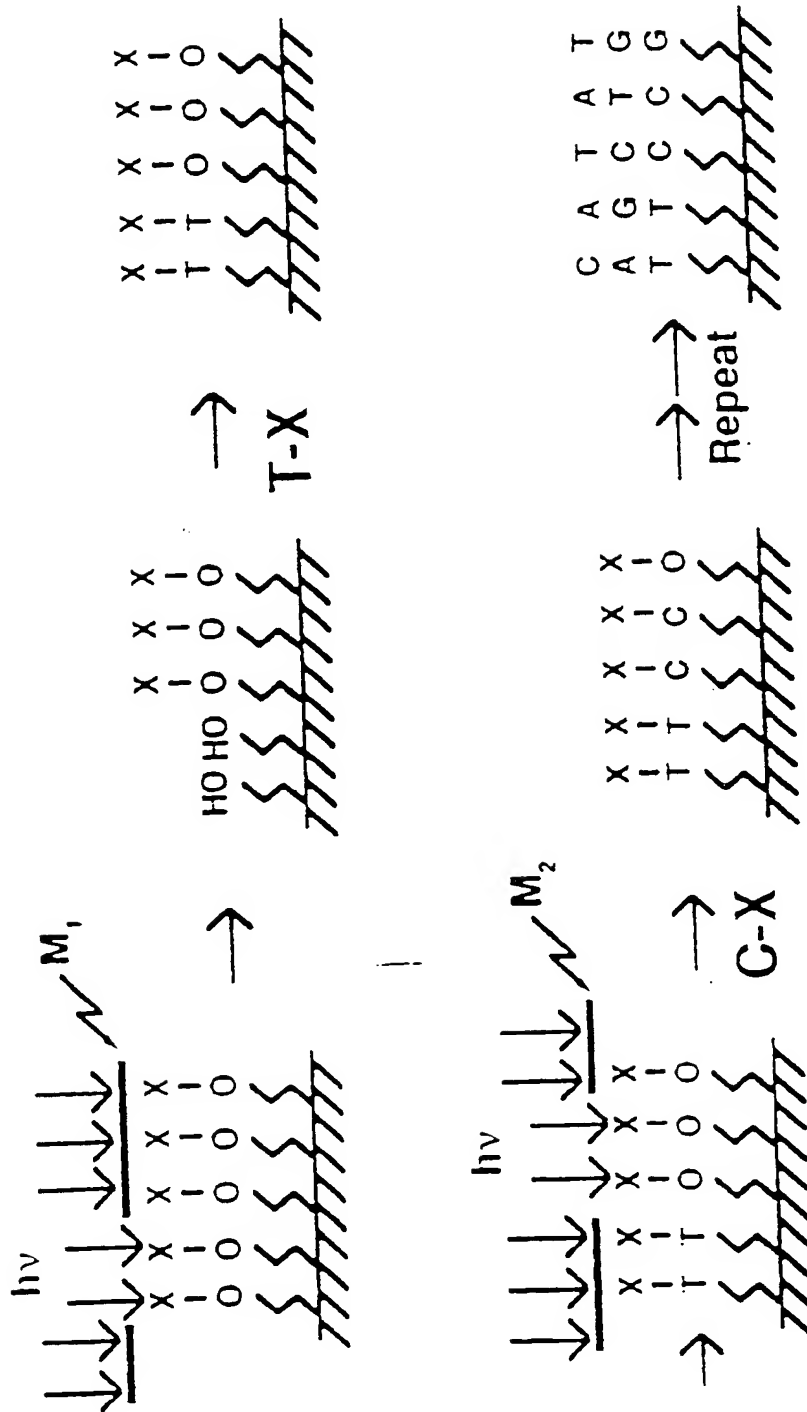 hν
M₁
X X X X X
O O O O O
X X X
HO HO O O O
T-X
X X X X X
T T O O O
hν
M₂
X X X X X
T T O O O
C-X
X X X X X
T T C C O
Repeat
C A T A T
A G C T G
T T C C G